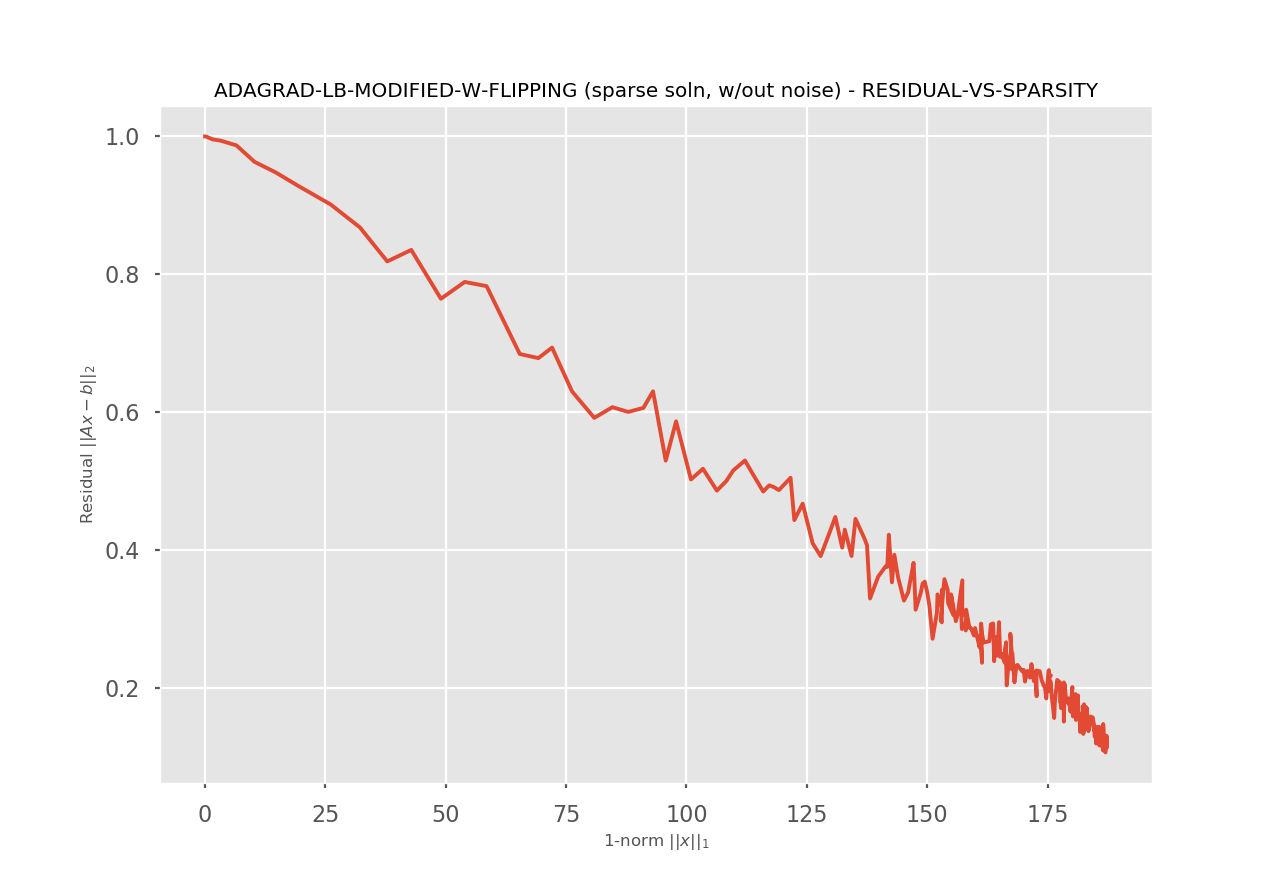 ADAGRAD-LB-MODIFIED-W-FLIPPING (sparse soln, w/out noise) - RESIDUAL-VS-SPARSITY
1.0
0.8
0.6
0.4
0.2
Residual ||Ax − b||₂
0 25 50 75 100 125 150 175
1-norm ||x||₁